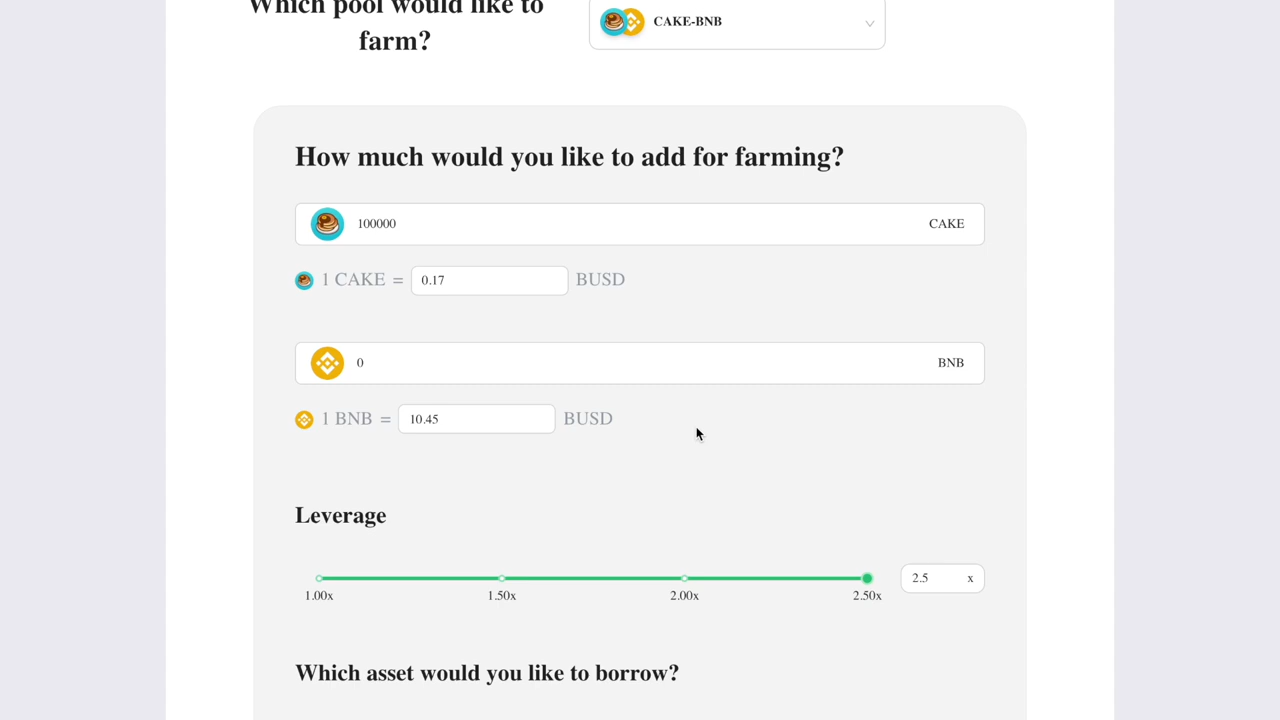 Which pool would like to
farm?
CAKE-BNB
How much would you like to add for farming?
100000 CAKE
1 CAKE = 0.17 BUSD
0 BNB
1 BNB = 10.45 BUSD
Leverage
2.5 x
1.00x 1.50x 2.00x 2.50x
Which asset would you like to borrow?